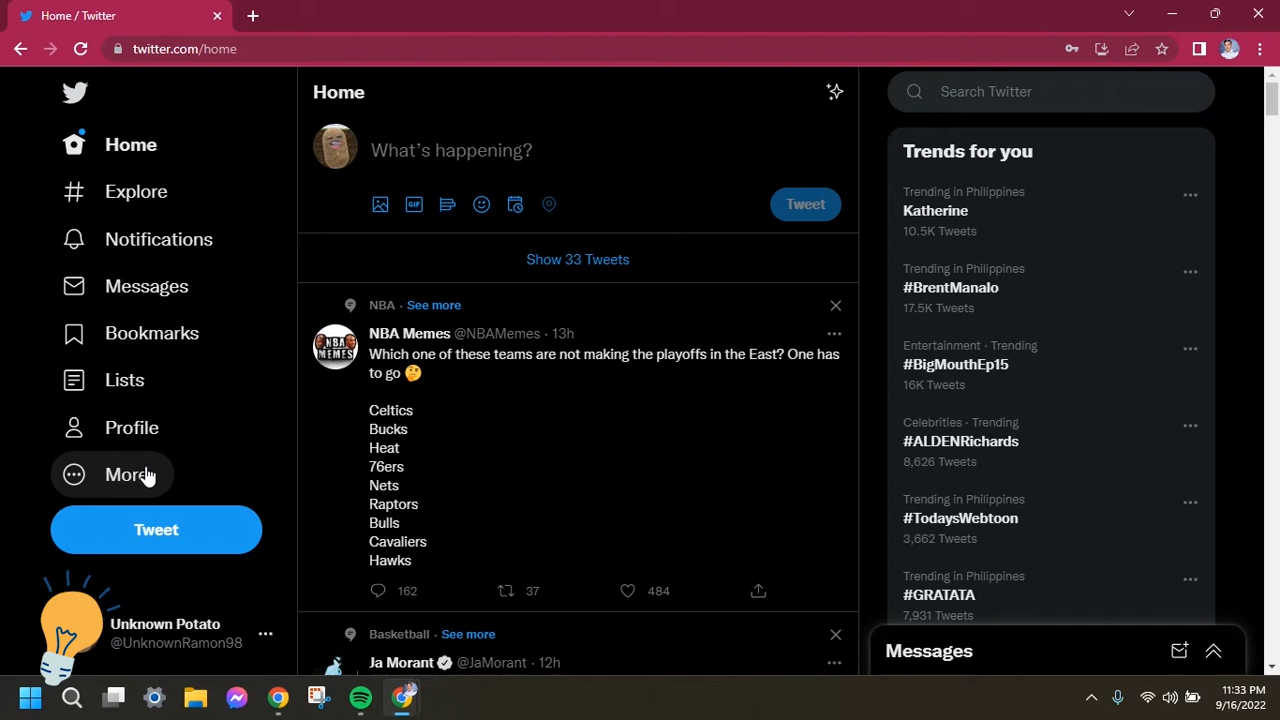 Home / Twitter
twitter.com/home
Home
Explore
Notifications
Messages
Bookmarks
Lists
Profile
More
Tweet
Unknown Potato
@UnknownRamon98
Home
What's happening?
GIF
Tweet
Show 33 Tweets
NBA · See more
NBA MEMES
NBA Memes @NBAMemes · 13h
Which one of these teams are not making the playoffs in the East? One has
to go 🤔
Celtics
Bucks
Heat
76ers
Nets
Raptors
Bulls
Cavaliers
Hawks
162 37 484
Basketball · See more
Ja Morant @JaMorant · 12h
Search Twitter
Trends for you
Trending in Philippines
Katherine
10.5K Tweets
Trending in Philippines
#BrentManalo
17.5K Tweets
Entertainment · Trending
#BigMouthEp15
16K Tweets
Celebrities · Trending
#ALDENRichards
8,626 Tweets
Trending in Philippines
#TodaysWebtoon
3,662 Tweets
Trending in Philippines
#GRATATA
7,931 Tweets
Messages
11:33 PM
9/16/2022